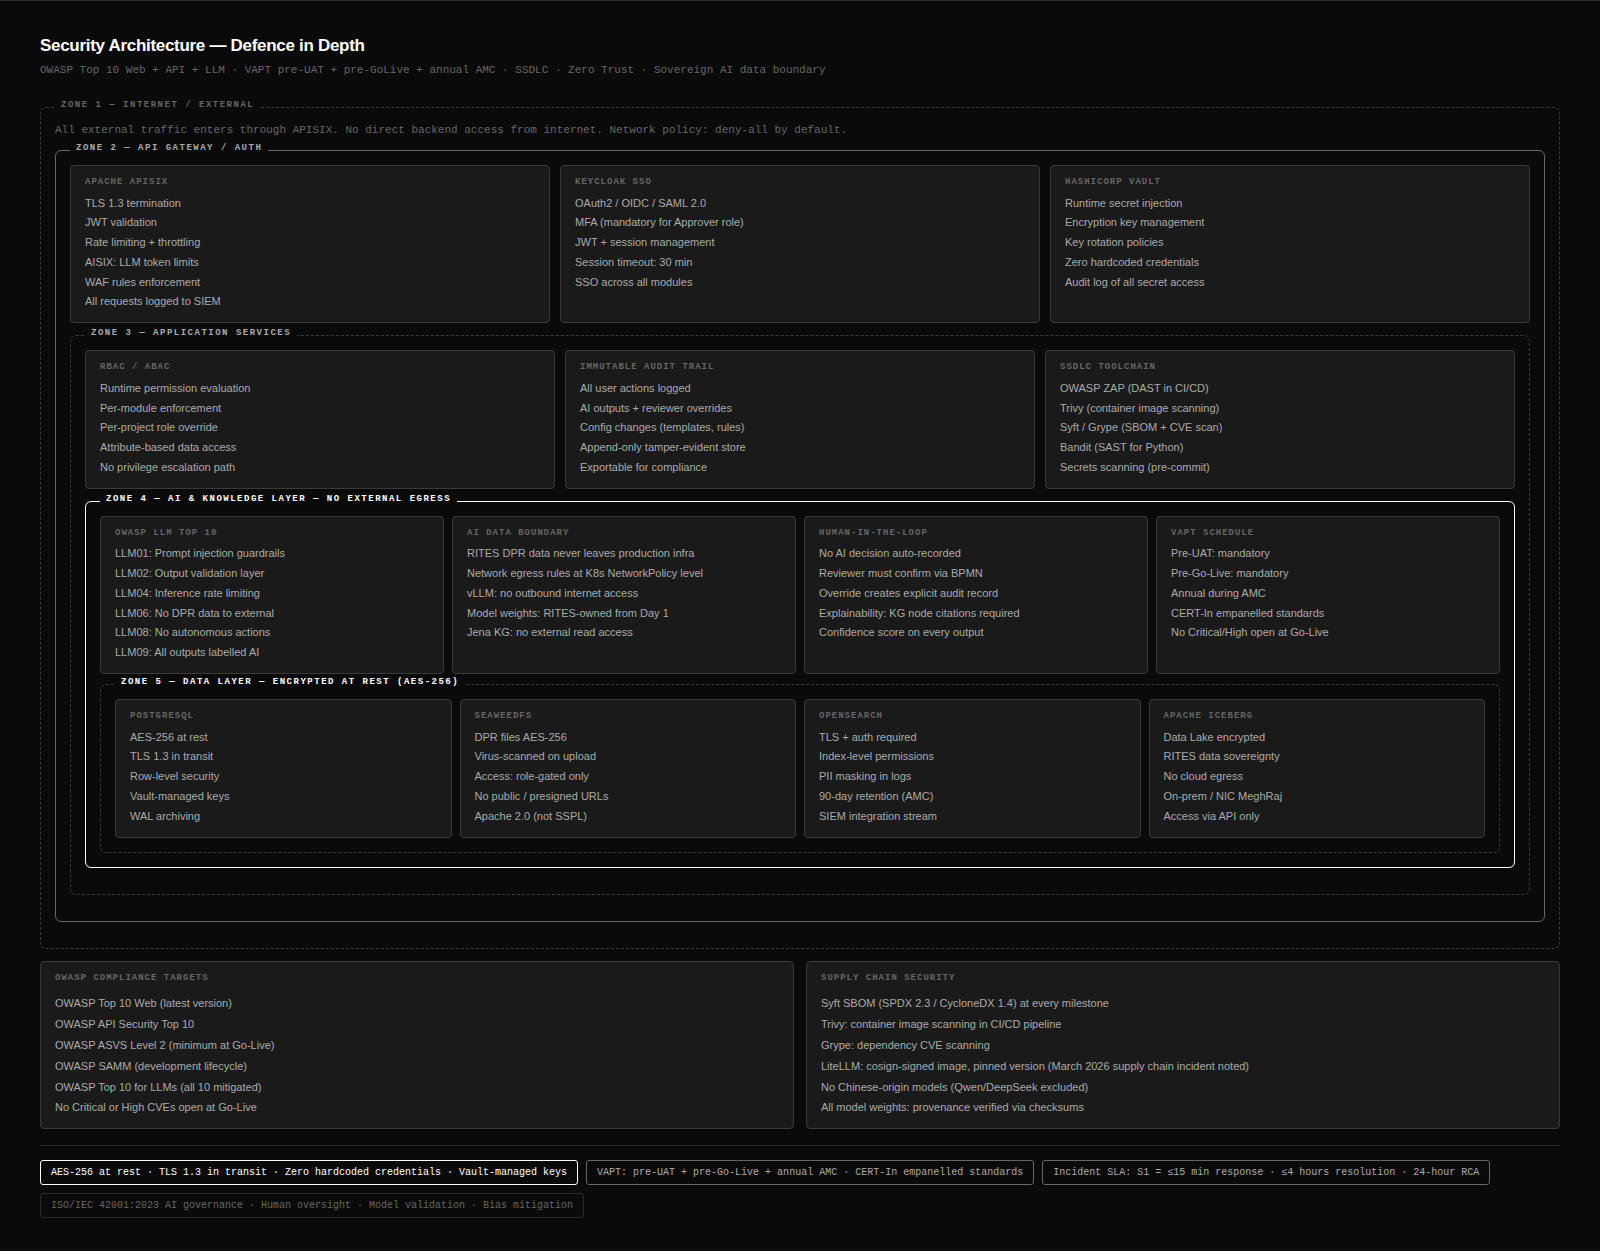 Security Architecture — Defence in Depth
OWASP Top 10 Web + API + LLM · VAPT pre-UAT + pre-GoLive + annual AMC · SSDLC · Zero Trust · Sovereign AI data boundary
ZONE 1 — INTERNET / EXTERNAL
All external traffic enters through APISIX. No direct backend access from internet. Network policy: deny-all by default.
ZONE 2 — API GATEWAY / AUTH
APACHE APISIX
TLS 1.3 termination
JWT validation
Rate limiting + throttling
AISIX: LLM token limits
WAF rules enforcement
All requests logged to SIEM
KEYCLOAK SSO
OAuth2 / OIDC / SAML 2.0
MFA (mandatory for Approver role)
JWT + session management
Session timeout: 30 min
SSO across all modules
HASHICORP VAULT
Runtime secret injection
Encryption key management
Key rotation policies
Zero hardcoded credentials
Audit log of all secret access
ZONE 3 — APPLICATION SERVICES
RBAC / ABAC
Runtime permission evaluation
Per-module enforcement
Per-project role override
Attribute-based data access
No privilege escalation path
IMMUTABLE AUDIT TRAIL
All user actions logged
AI outputs + reviewer overrides
Config changes (templates, rules)
Append-only tamper-evident store
Exportable for compliance
SSDLC TOOLCHAIN
OWASP ZAP (DAST in CI/CD)
Trivy (container image scanning)
Syft / Grype (SBOM + CVE scan)
Bandit (SAST for Python)
Secrets scanning (pre-commit)
ZONE 4 — AI & KNOWLEDGE LAYER — NO EXTERNAL EGRESS
OWASP LLM TOP 10
LLM01: Prompt injection guardrails
LLM02: Output validation layer
LLM04: Inference rate limiting
LLM06: No DPR data to external
LLM08: No autonomous actions
LLM09: All outputs labelled AI
AI DATA BOUNDARY
RITES DPR data never leaves production infra
Network egress rules at K8s NetworkPolicy level
vLLM: no outbound internet access
Model weights: RITES-owned from Day 1
Jena KG: no external read access
HUMAN-IN-THE-LOOP
No AI decision auto-recorded
Reviewer must confirm via BPMN
Override creates explicit audit record
Explainability: KG node citations required
Confidence score on every output
VAPT SCHEDULE
Pre-UAT: mandatory
Pre-Go-Live: mandatory
Annual during AMC
CERT-In empanelled standards
No Critical/High open at Go-Live
ZONE 5 — DATA LAYER — ENCRYPTED AT REST (AES-256)
POSTGRESQL
AES-256 at rest
TLS 1.3 in transit
Row-level security
Vault-managed keys
WAL archiving
SEAWEEDFS
DPR files AES-256
Virus-scanned on upload
Access: role-gated only
No public / presigned URLs
Apache 2.0 (not SSPL)
OPENSEARCH
TLS + auth required
Index-level permissions
PII masking in logs
90-day retention (AMC)
SIEM integration stream
APACHE ICEBERG
Data Lake encrypted
RITES data sovereignty
No cloud egress
On-prem / NIC MeghRaj
Access via API only
OWASP COMPLIANCE TARGETS
OWASP Top 10 Web (latest version)
OWASP API Security Top 10
OWASP ASVS Level 2 (minimum at Go-Live)
OWASP SAMM (development lifecycle)
OWASP Top 10 for LLMs (all 10 mitigated)
No Critical or High CVEs open at Go-Live
SUPPLY CHAIN SECURITY
Syft SBOM (SPDX 2.3 / CycloneDX 1.4) at every milestone
Trivy: container image scanning in CI/CD pipeline
Grype: dependency CVE scanning
LiteLLM: cosign-signed image, pinned version (March 2026 supply chain incident noted)
No Chinese-origin models (Qwen/DeepSeek excluded)
All model weights: provenance verified via checksums
AES-256 at rest · TLS 1.3 in transit · Zero hardcoded credentials · Vault-managed keys
VAPT: pre-UAT + pre-Go-Live + annual AMC · CERT-In empanelled standards
Incident SLA: S1 = ≤15 min response · ≤4 hours resolution · 24-hour RCA
ISO/IEC 42001:2023 AI governance · Human oversight · Model validation · Bias mitigation